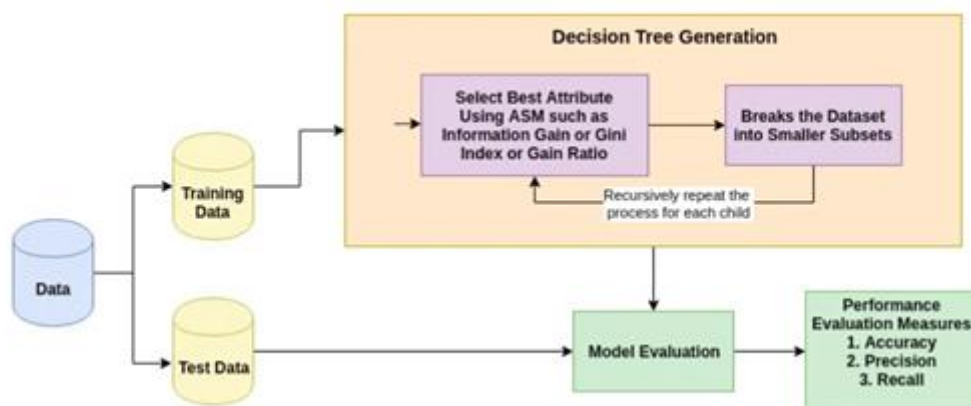 Decision Tree Generation
Select Best Attribute
Using ASM such as
Information Gain or Gini
Index or Gain Ratio
Breaks the Dataset
into Smaller Subsets
Recursively repeat the
process for each child
Training
Data
Data
Test Data
Model Evaluation
Performance
Evaluation Measures
1. Accuracy
2. Precision
3. Recall